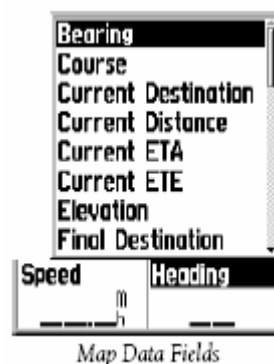 Bearing
Course
Current Destination
Current Distance
Current ETA
Current ETE
Elevation
Final Destination
Speed Heading
m
h
Map Data Fields